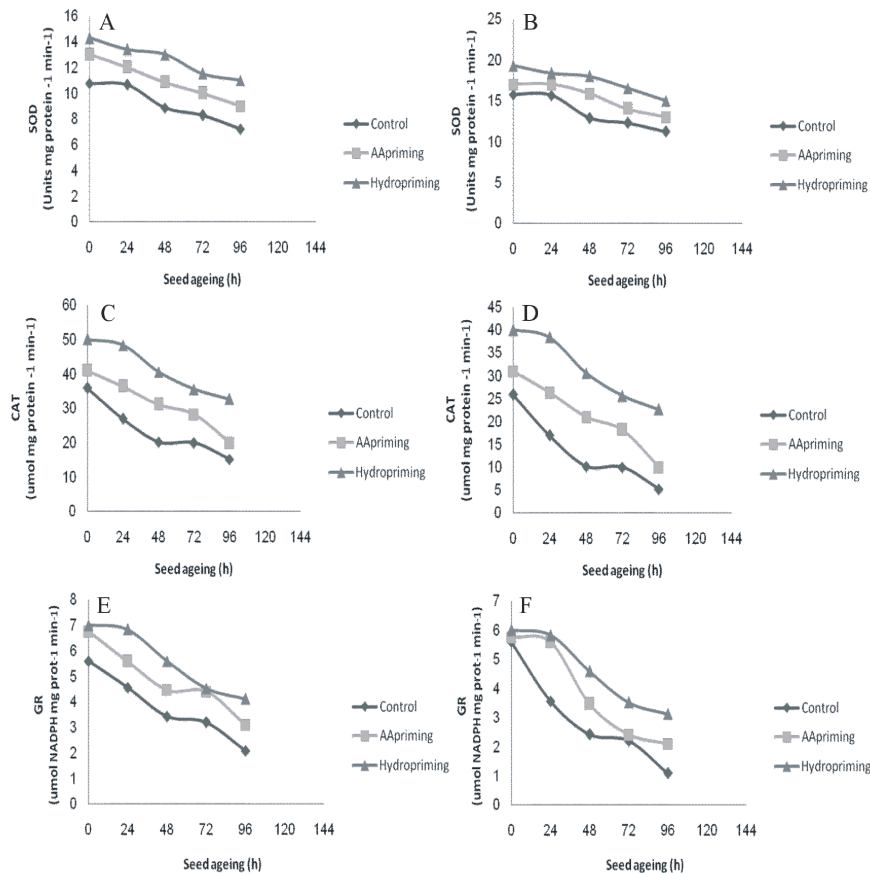 A
SOD
(Units mg protein -1 min-1)
16
14
12
10
8
6
4
2
0
0 24 48 72 96 120 144
Seed ageing (h)
Control
AApriming
Hydropriming
B
SOD
(Units mg protein -1 min-1)
25
20
15
10
5
0
0 24 48 72 96 120 144
Seed ageing (h)
Control
AApriming
Hydropriming
C
CAT
(umol mg protein -1 min-1)
60
50
40
30
20
10
0
0 24 48 72 96 120 144
Seed ageing (h)
Control
AApriming
Hydropriming
D
CAT
(umol mg protein -1 min-1)
45
40
35
30
25
20
15
10
5
0
0 24 48 72 96 120 144
Seed ageing (h)
Control
AApriming
Hydropriming
E
GR
(umol NADPH mg prot-1 min-1)
8
7
6
5
4
3
2
1
0
0 24 48 72 96 120 144
Seed ageing (h)
Control
AApriming
Hydropriming
F
GR
(umol NADPH mg prot-1 min-1)
7
6
5
4
3
2
1
0
0 24 48 72 96 120 144
Seed ageing (h)
Control
AApriming
Hydropriming